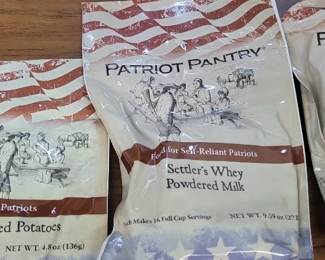 PATRIOT PANTRY
Food for Self-Reliant Patriots
Settler's Whey
Powdered Milk
Makes 16 Full Cup Servings
NET WT. 9.59 oz (272
Patriots
ed Potatoes
NET WT. 4.8oz (136g)
P